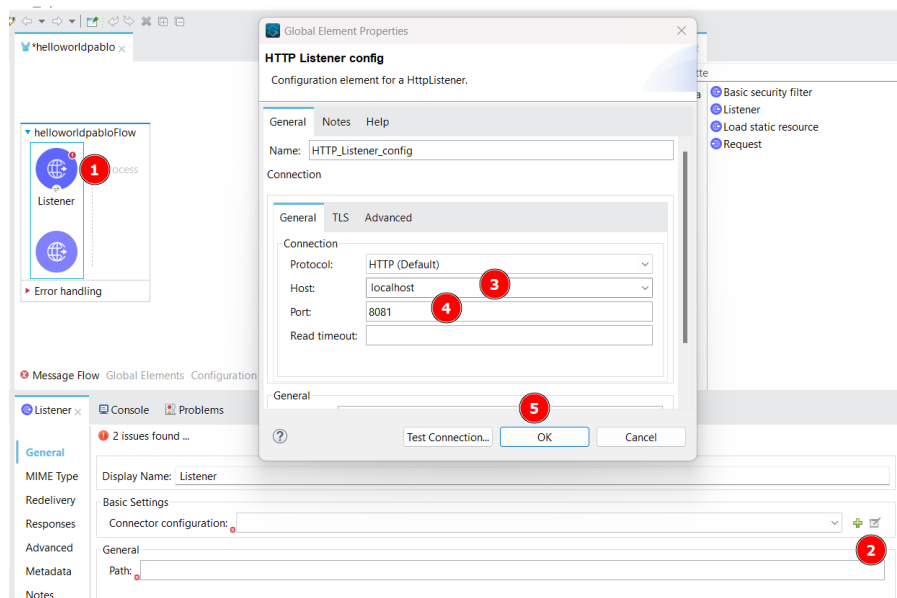 *helloworldpablo
Global Element Properties
HTTP Listener config
Configuration element for a HttpListener.
General Notes Help
Name: HTTP_Listener_config
Connection
General TLS Advanced
Connection
Protocol: HTTP (Default)
Host: localhost
3
Port: 8081
4
Read timeout:
General
5
Test Connection... OK Cancel
tte
Basic security filter
Listener
Load static resource
Request
helloworldpabloFlow
1
ocess
Listener
Error handling
Message Flow Global Elements Configuration
Listener Console Problems
2 issues found ...
General
MIME Type
Redelivery
Responses
Advanced
Metadata
Notes
Display Name: Listener
Basic Settings
Connector configuration:
2
General
Path: